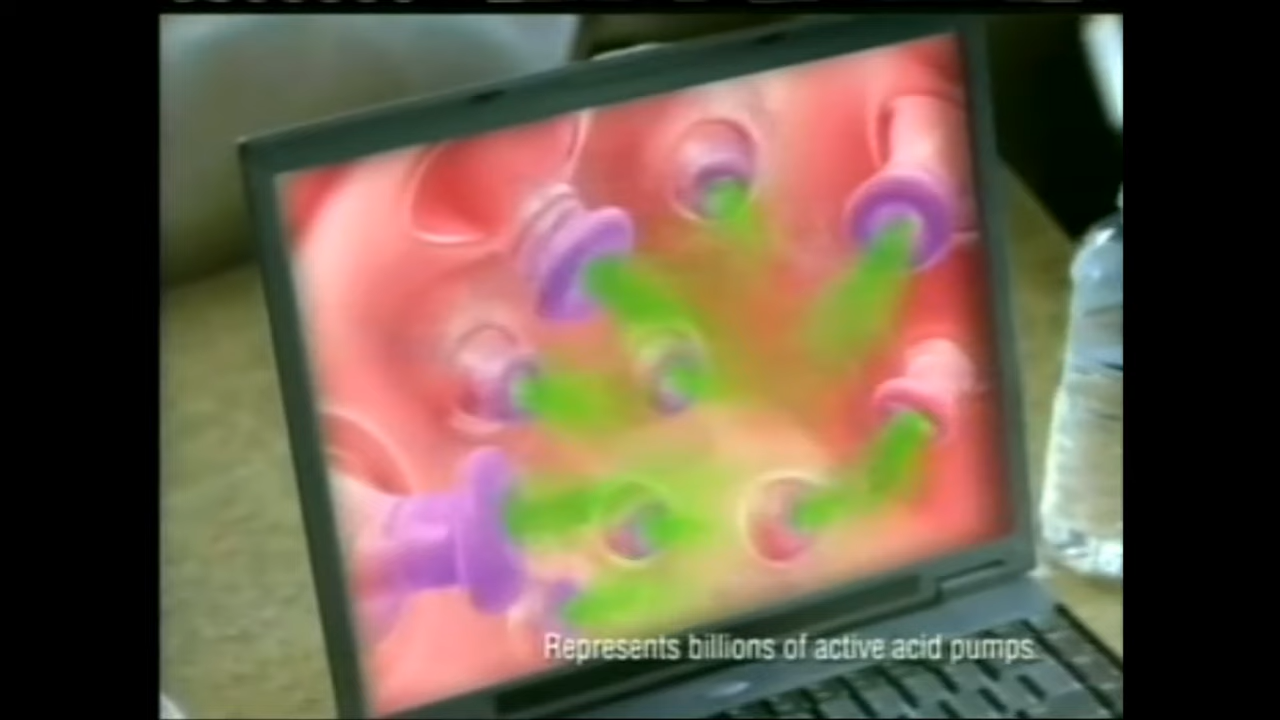 Represents billions of active acid pumps.